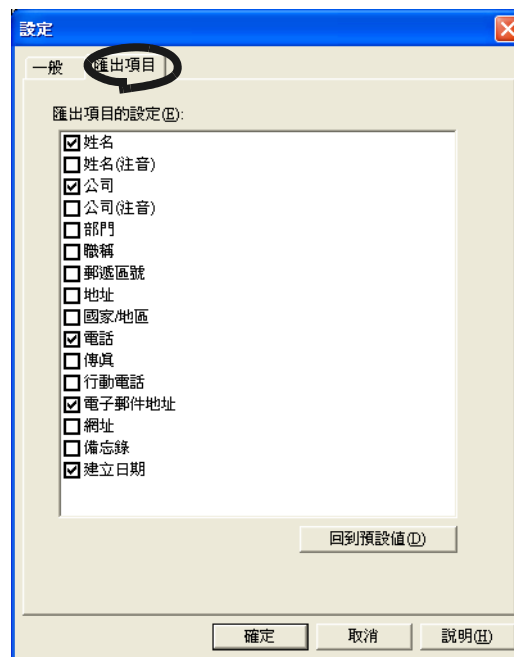 設定
一般 匯出項目
匯出項目的設定(E):
姓名
姓名(注音)
公司
公司(注音)
部門
職稱
郵遞區號
地址
國家/地區
電話
傳真
行動電話
電子郵件地址
網址
備忘錄
建立日期
回到預設值(D)
確定 取消 說明(H)